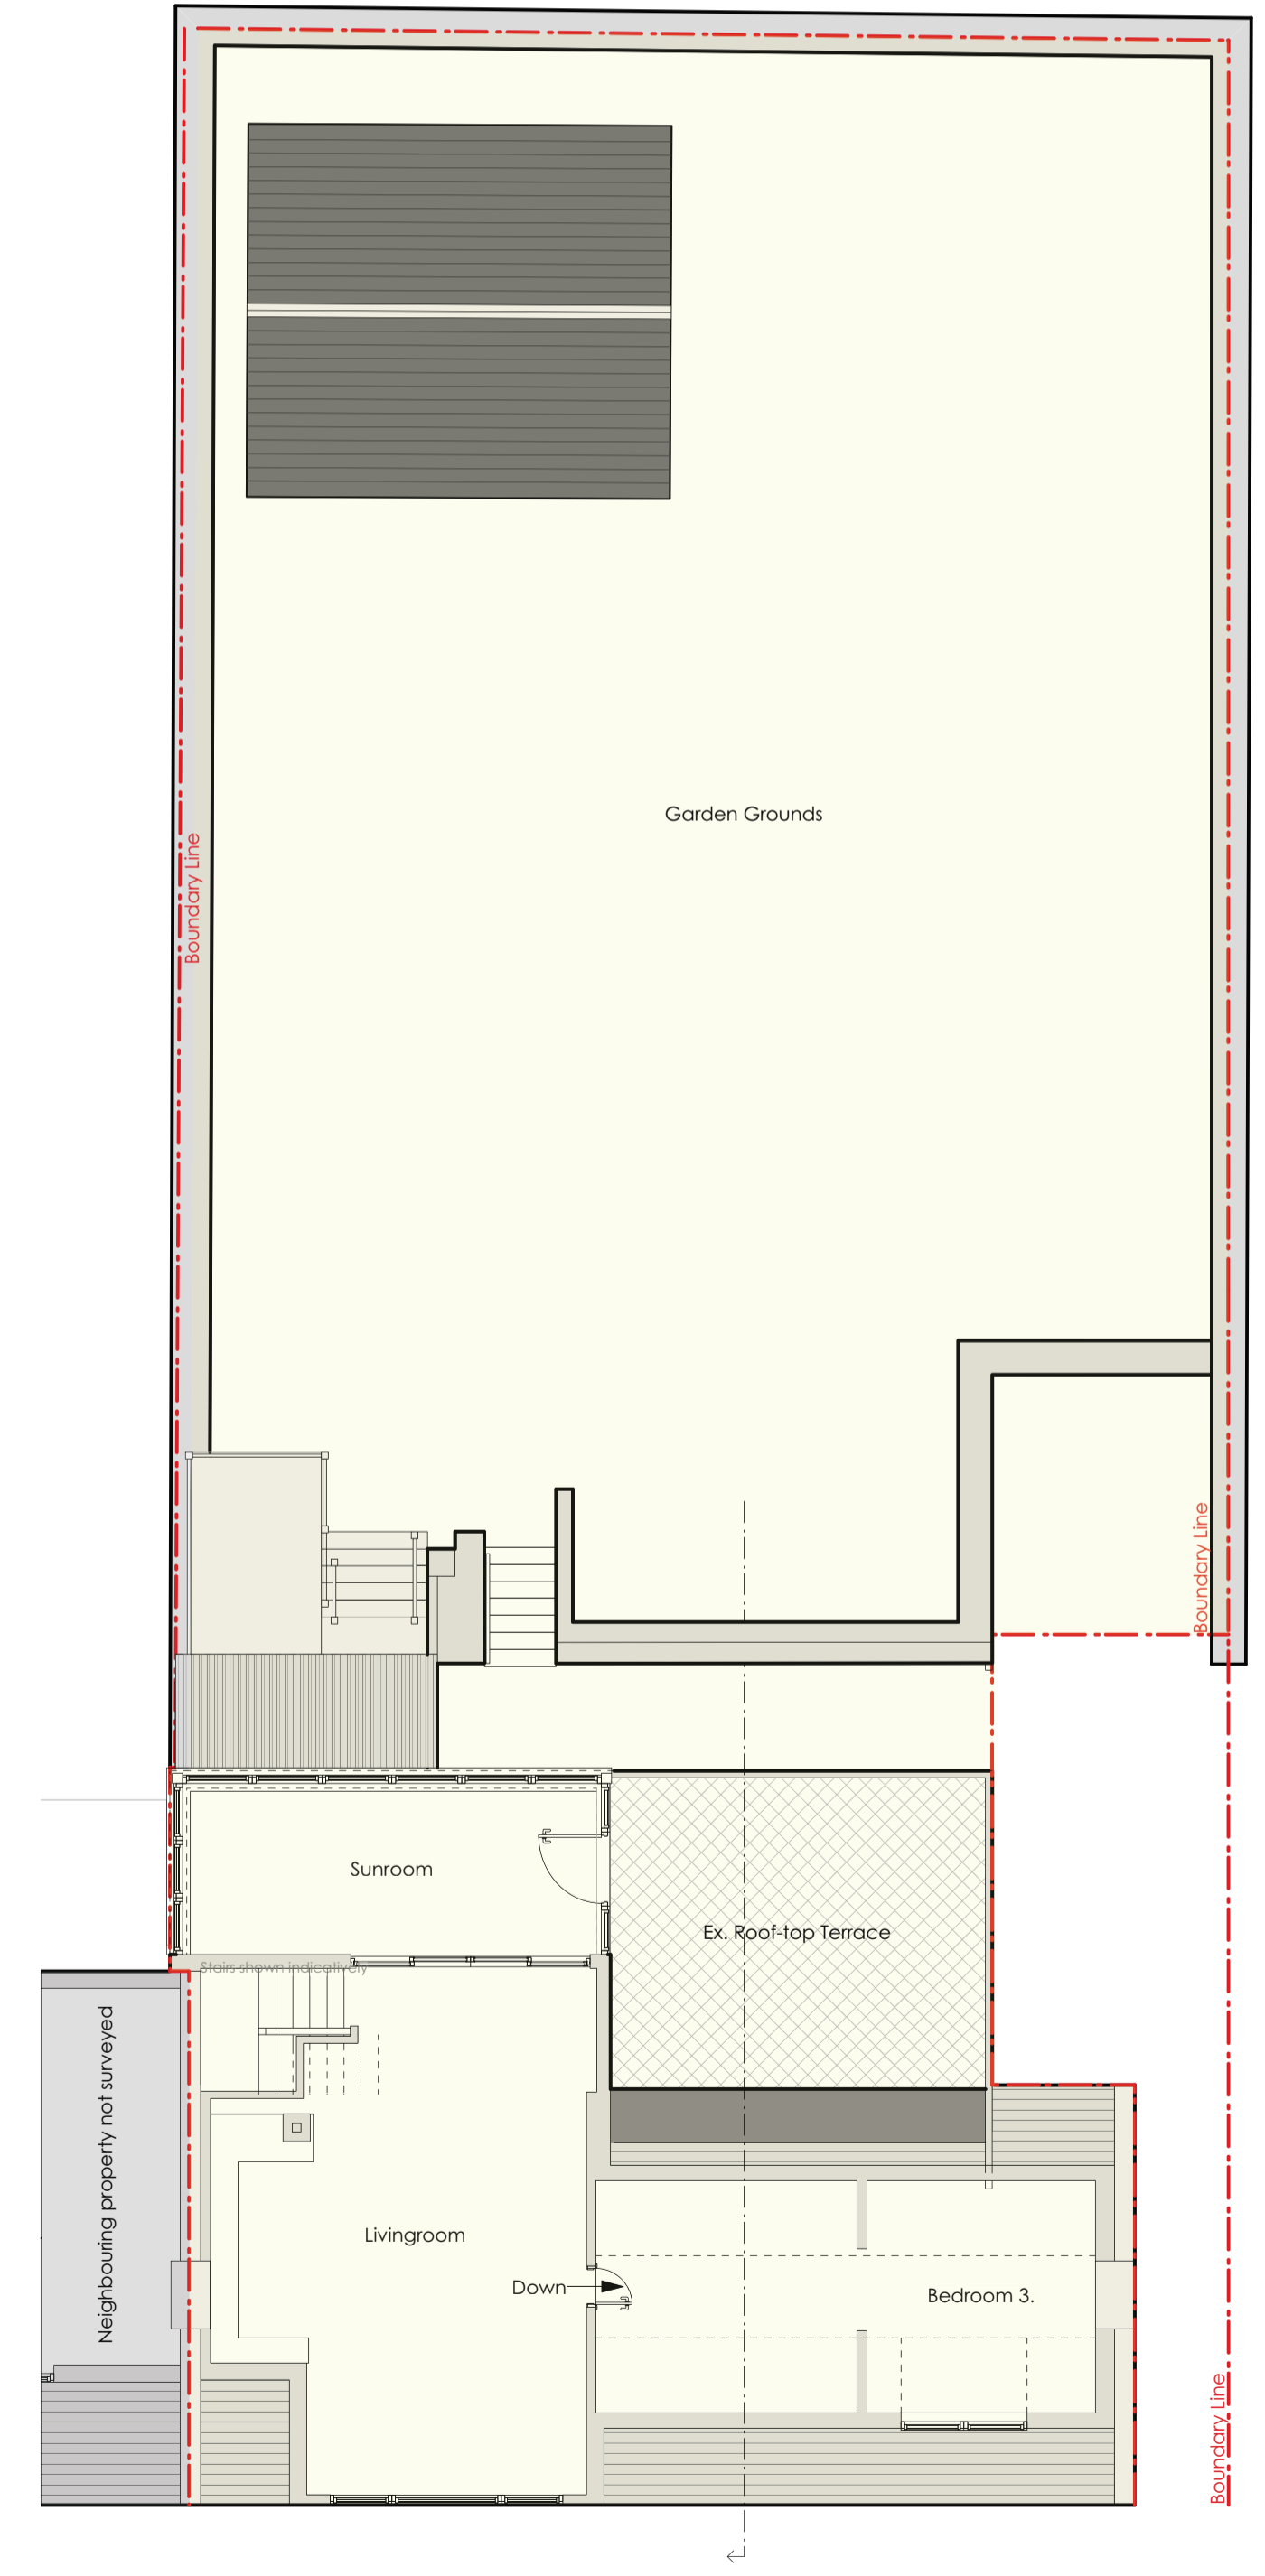 Garden Grounds
Boundary Line
Boundary Line
Sunroom
Ex. Roof-top Terrace
Stairs shown indicatively
Neighbouring property not surveyed
Livingroom
Down
Bedroom 3.
Boundary Line